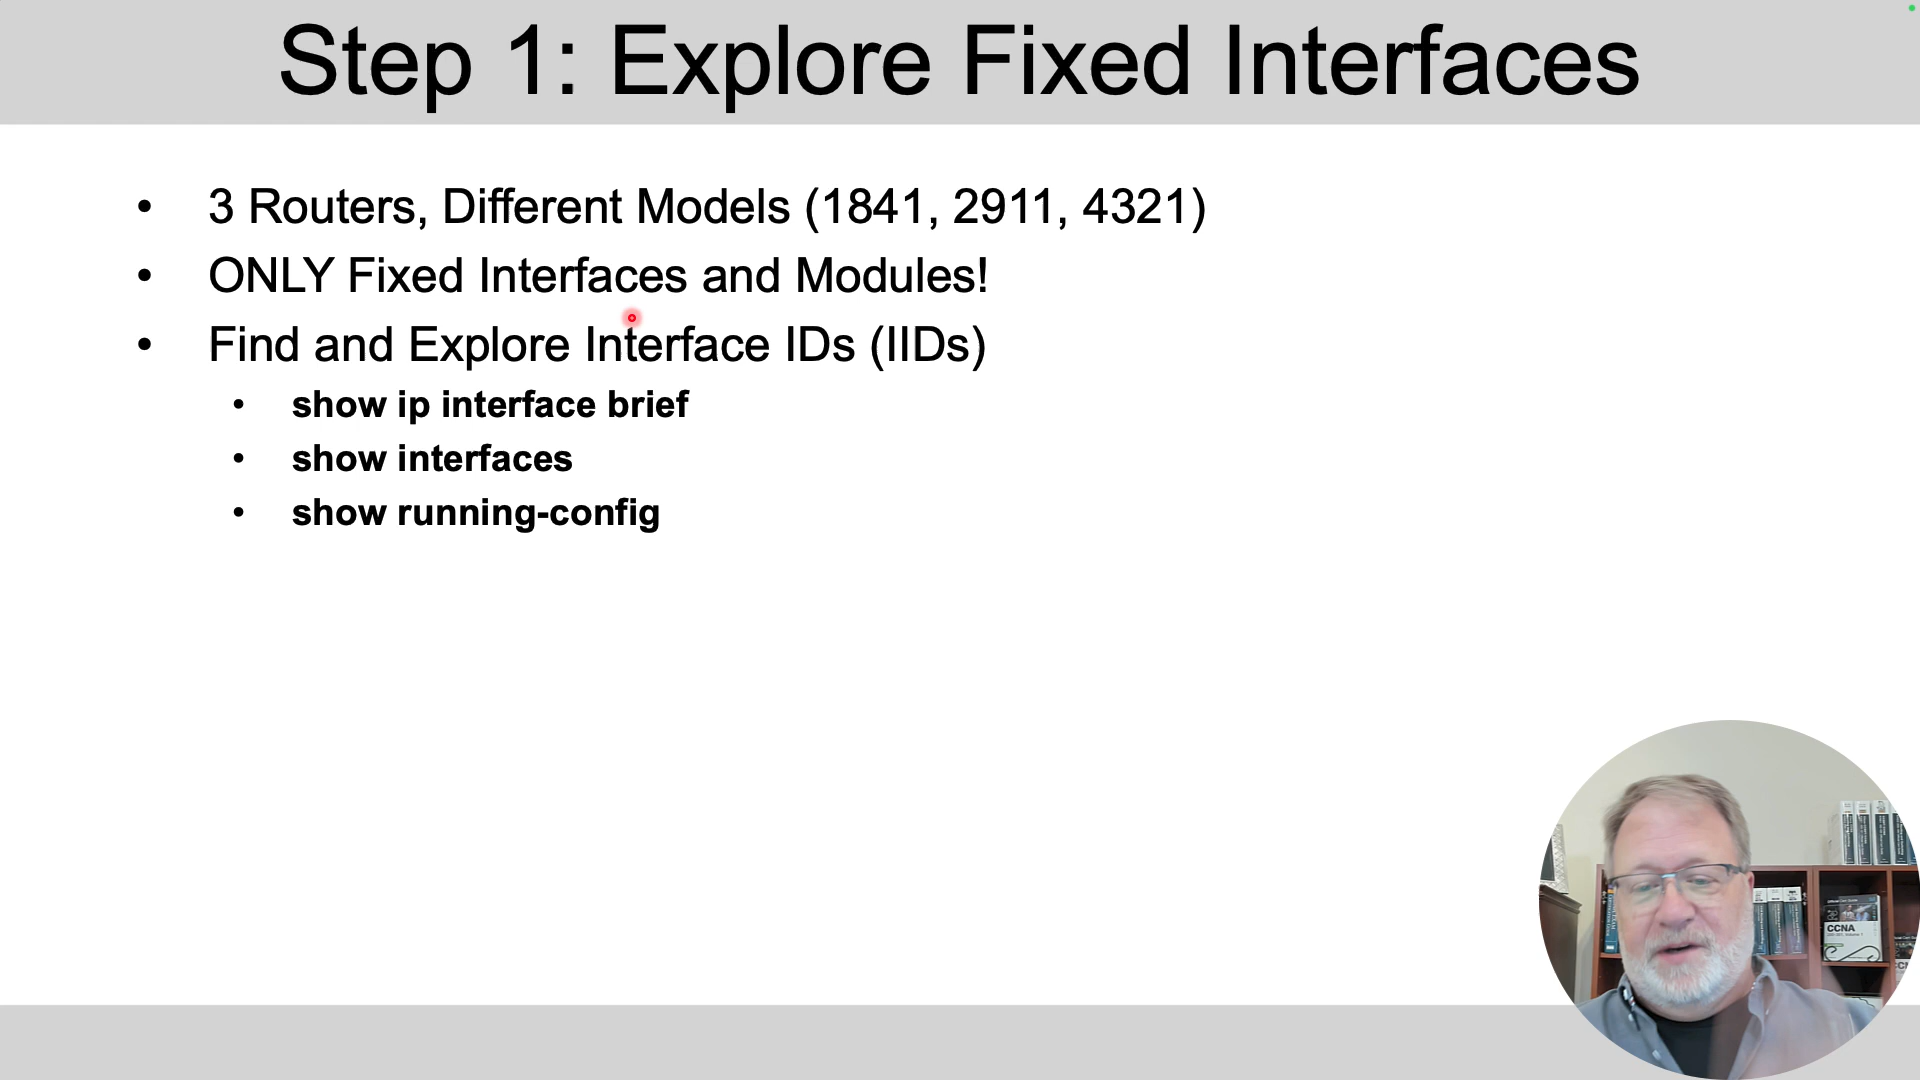 Step 1: Explore Fixed Interfaces
• 3 Routers, Different Models (1841, 2911, 4321)
• ONLY Fixed Interfaces and Modules!
• Find and Explore Interface IDs (IIDs)
• show ip interface brief
• show interfaces
• show running-config
CCNA